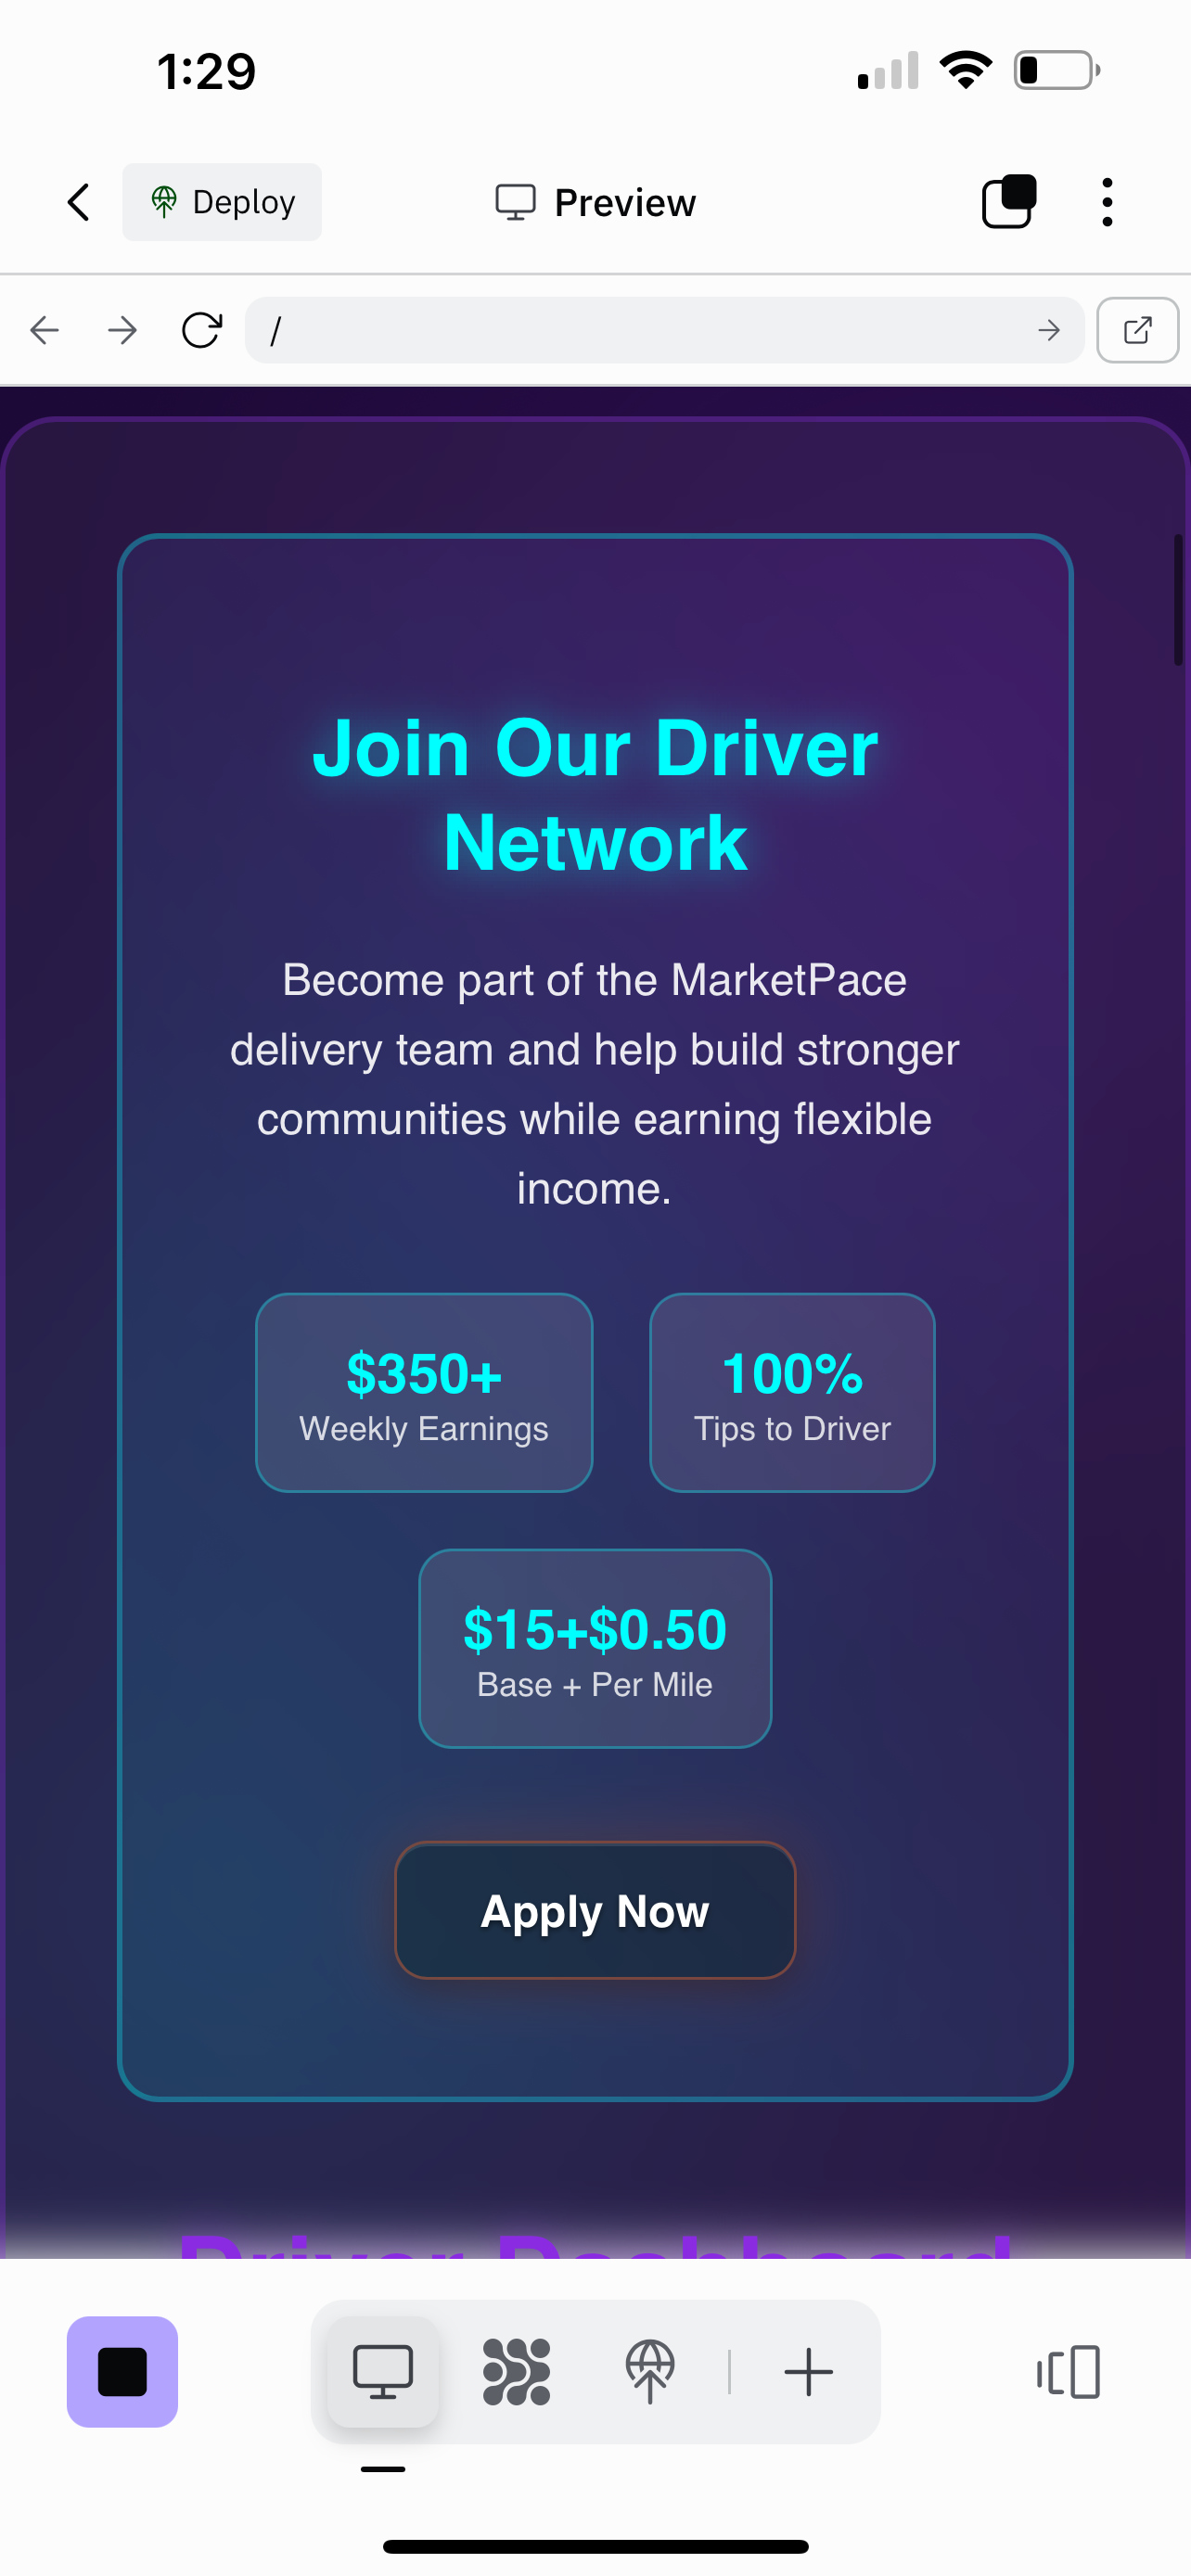 1:29
Deploy
Preview
/
Join Our Driver
Network
Become part of the MarketPace
delivery team and help build stronger
communities while earning flexible
income.
$350+
Weekly Earnings
100%
Tips to Driver
$15+$0.50
Base + Per Mile
Apply Now
Driver Dashboard